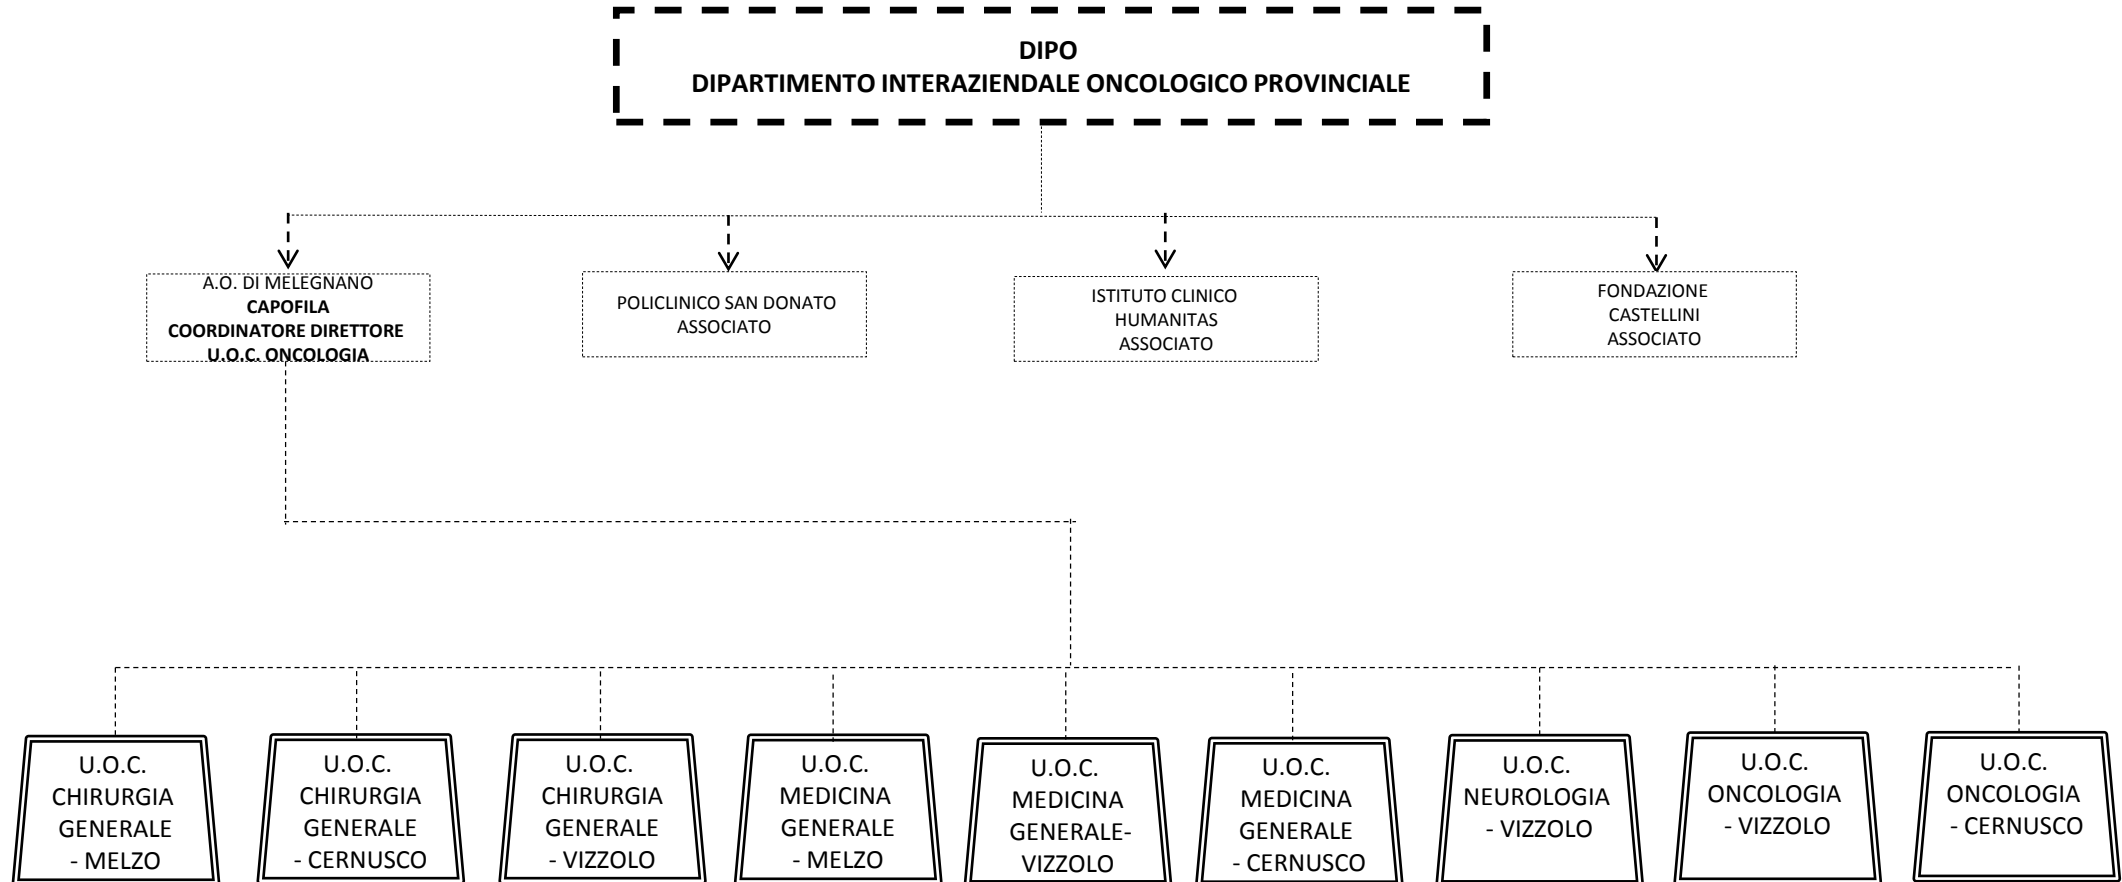 DIPO
DIPARTIMENTO INTERAZIENDALE ONCOLOGICO PROVINCIALE
A.O. DI MELEGNANO
CAPOFILA
COORDINATORE DIRETTORE
U.O.C. ONCOLOGIA
POLICLINICO SAN DONATO
ASSOCIATO
ISTITUTO CLINICO
HUMANITAS
ASSOCIATO
FONDAZIONE
CASTELLINI
ASSOCIATO
U.O.C.
CHIRURGIA
GENERALE
- MELZO
U.O.C.
CHIRURGIA
GENERALE
- CERNUSCO
U.O.C.
CHIRURGIA
GENERALE
- VIZZOLO
U.O.C.
MEDICINA
GENERALE
- MELZO
U.O.C.
MEDICINA
GENERALE-
VIZZOLO
U.O.C.
MEDICINA
GENERALE
- CERNUSCO
U.O.C.
NEUROLOGIA
- VIZZOLO
U.O.C.
ONCOLOGIA
- VIZZOLO
U.O.C.
ONCOLOGIA
- CERNUSCO